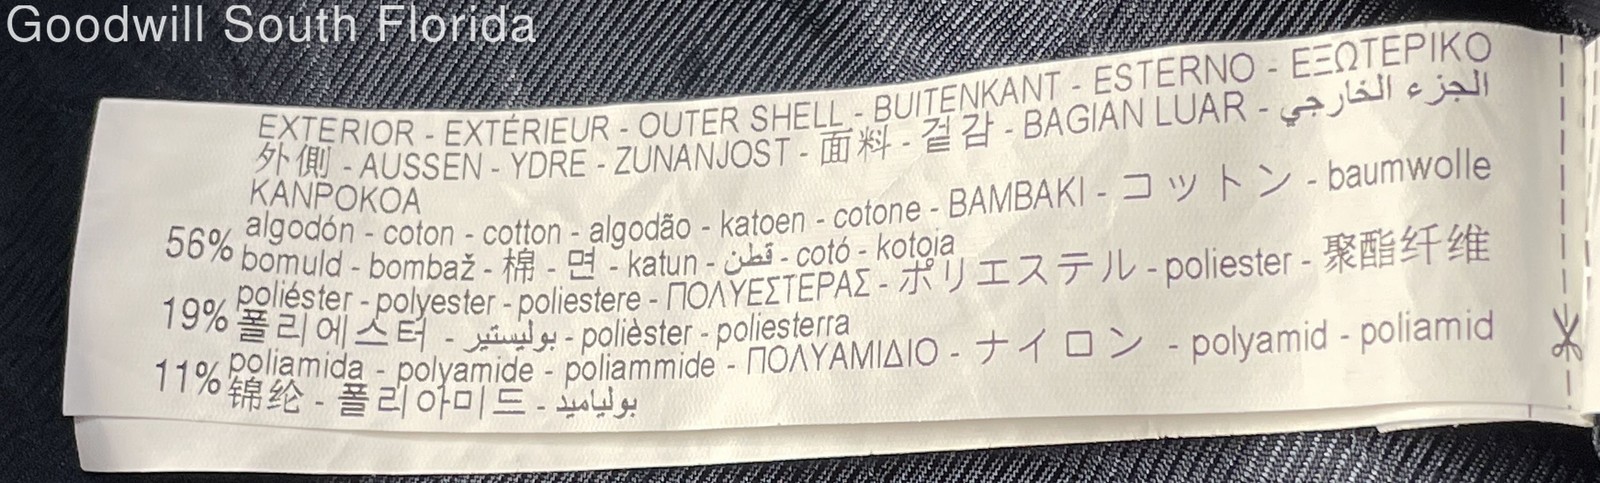 Goodwill South Florida
EXTERIOR - EXTÉRIEUR - OUTER SHELL - BUITENKANT - ESTERNO - ΕΞΩΤΕΡΙΚΟ
外側 - AUSSEN - YDRE - ZUNANJOST - 面料 - 겉감 - BAGIAN LUAR - الجزء الخارجي
KANPOKOA
56% algodón - coton - cotton - algodão - katoen - cotone - BAMBAKI - コットン - baumwolle
bomuld - bombaž - 棉 - 면 - katun - قطن - cotó - kotoia
19% poliéster - polyester - poliestere - ΠΟΛΥΕΣΤΕΡΑΣ - ポリエステル - poliester - 聚酯纤维
폴리에스터 - بوليستير - polièster - poliesterra
11% poliamida - polyamide - poliammide - ΠΟΛΥΑΜΙΔΙΟ - ナイロン - polyamid - poliamid
锦纶 - 폴리아미드 - بولياميد